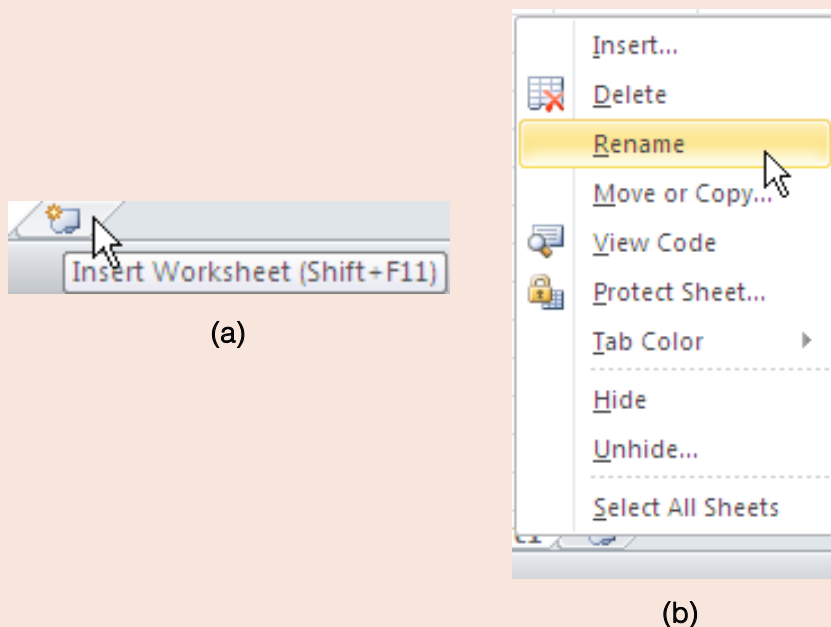 Insert Worksheet (Shift+F11)
(a)
Insert...
Delete
Rename
Move or Copy...
View Code
Protect Sheet...
Tab Color
Hide
Unhide...
Select All Sheets
(b)